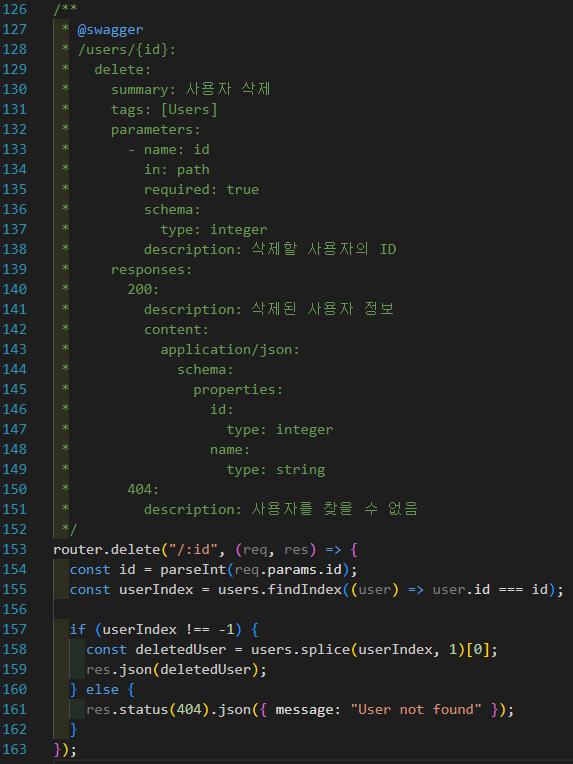 126 /**
127  * @swagger
128  * /users/{id}:
129  *   delete:
130  *     summary: 사용자 삭제
131  *     tags: [Users]
132  *     parameters:
133  *       - name: id
134  *         in: path
135  *         required: true
136  *         schema:
137  *           type: integer
138  *         description: 삭제할 사용자의 ID
139  *     responses:
140  *       200:
141  *         description: 삭제된 사용자 정보
142  *         content:
143  *           application/json:
144  *             schema:
145  *               properties:
146  *                 id:
147  *                   type: integer
148  *                 name:
149  *                   type: string
150  *       404:
151  *         description: 사용자를 찾을 수 없음
152  */
153 router.delete("/:id", (req, res) => {
154   const id = parseInt(req.params.id);
155   const userIndex = users.findIndex((user) => user.id === id);
156
157   if (userIndex !== -1) {
158     const deletedUser = users.splice(userIndex, 1)[0];
159     res.json(deletedUser);
160   } else {
161     res.status(404).json({ message: "User not found" });
162   }
163 });